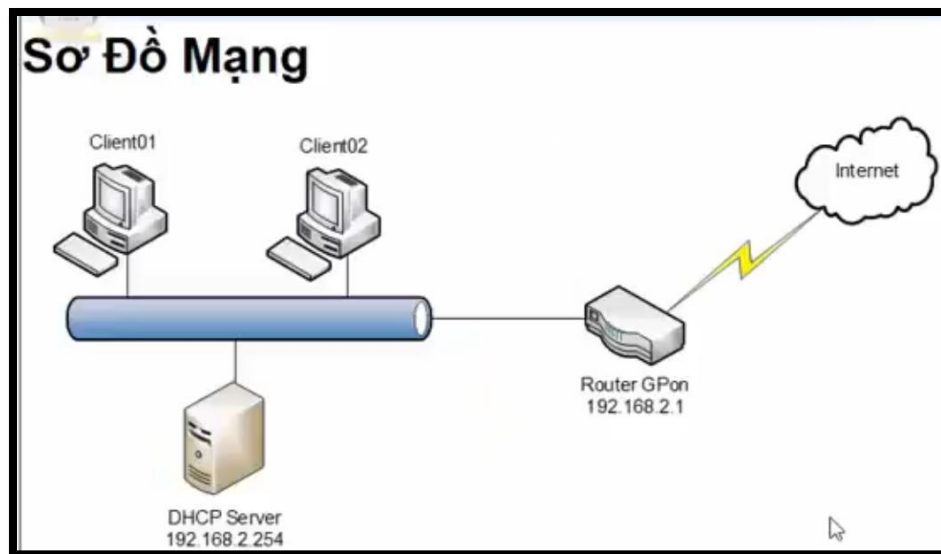 Sơ Đồ Mạng
Client01
Client02
Internet
Router GPon
192.168.2.1
DHCP Server
192.168.2.254